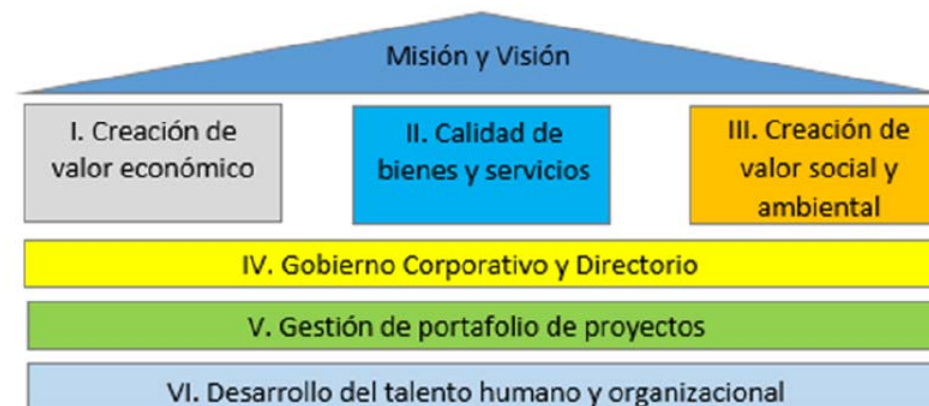 Misión y Visión
I. Creación de
valor económico
II. Calidad de
bienes y servicios
III. Creación de
valor social y
ambiental
IV. Gobierno Corporativo y Directorio
V. Gestión de portafolio de proyectos
VI. Desarrollo del talento humano y organizacional